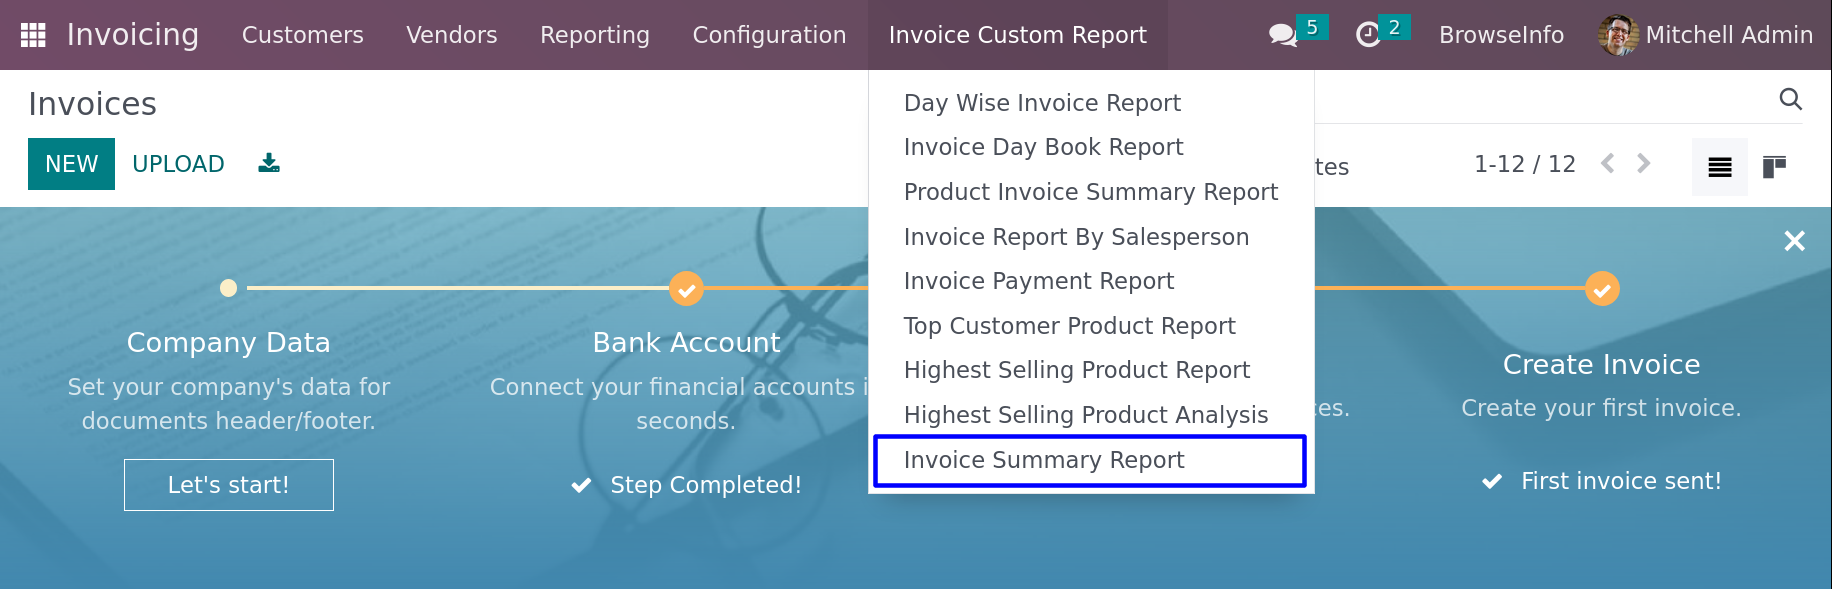 Invoicing Customers Vendors Reporting Configuration Invoice Custom Report 5 2 BrowseInfo Mitchell Admin
Invoices
NEW UPLOAD
1-12 / 12
Day Wise Invoice Report
Invoice Day Book Report
Product Invoice Summary Report
Invoice Report By Salesperson
Invoice Payment Report
Top Customer Product Report
Highest Selling Product Report
Highest Selling Product Analysis
Invoice Summary Report
Company Data
Set your company's data for
documents header/footer.
Let's start!
Bank Account
Connect your financial accounts
seconds.
Step Completed!
Create Invoice
Create your first invoice.
First invoice sent!